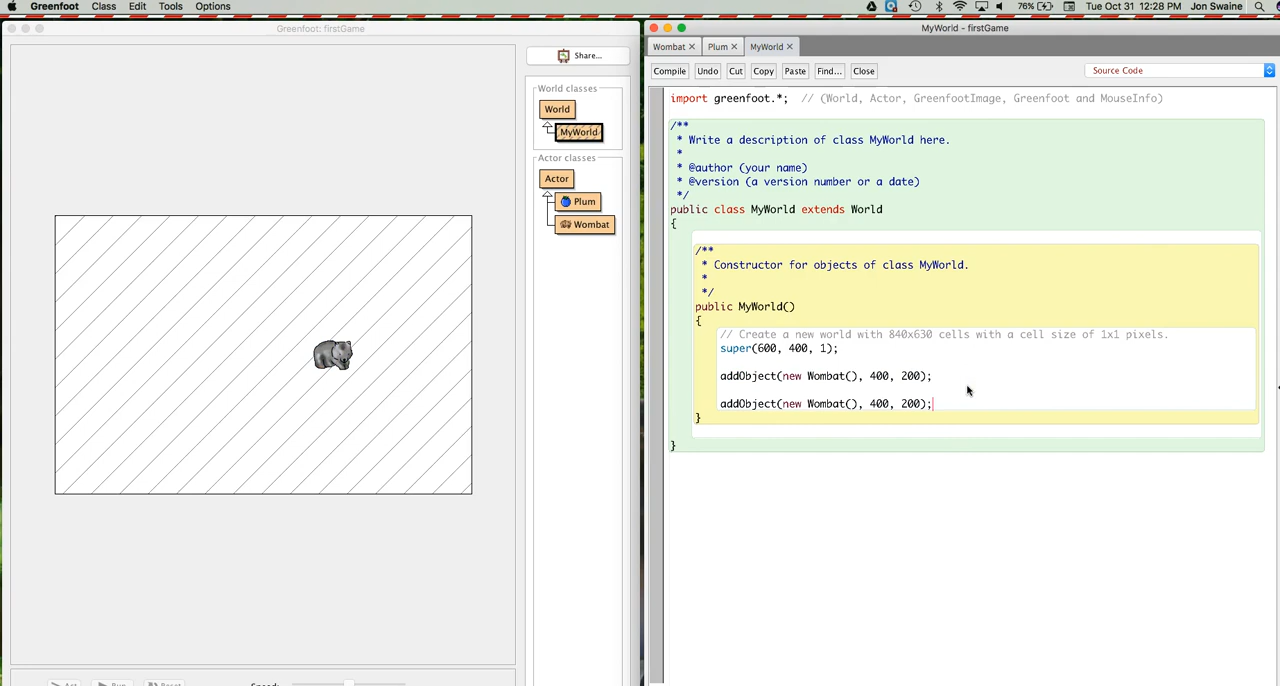 Greenfoot Class Edit Tools Options 76% Tue Oct 31 12:28 PM Jon Swaine
Greenfoot: firstGame
Share...
World classes
World
MyWorld
Actor classes
Actor
Plum
Wombat
Act Run Reset Speed:
MyWorld - firstGame
Wombat Plum MyWorld
Compile Undo Cut Copy Paste Find... Close Source Code
import greenfoot.*;  // (World, Actor, GreenfootImage, Greenfoot and MouseInfo)
/**
 * Write a description of class MyWorld here.
 *
 * @author (your name)
 * @version (a version number or a date)
 */
public class MyWorld extends World
{
/**
 * Constructor for objects of class MyWorld.
 *
 */
public MyWorld()
{
// Create a new world with 840x630 cells with a cell size of 1x1 pixels.
super(600, 400, 1);
addObject(new Wombat(), 400, 200);
addObject(new Wombat(), 400, 200);
}
}